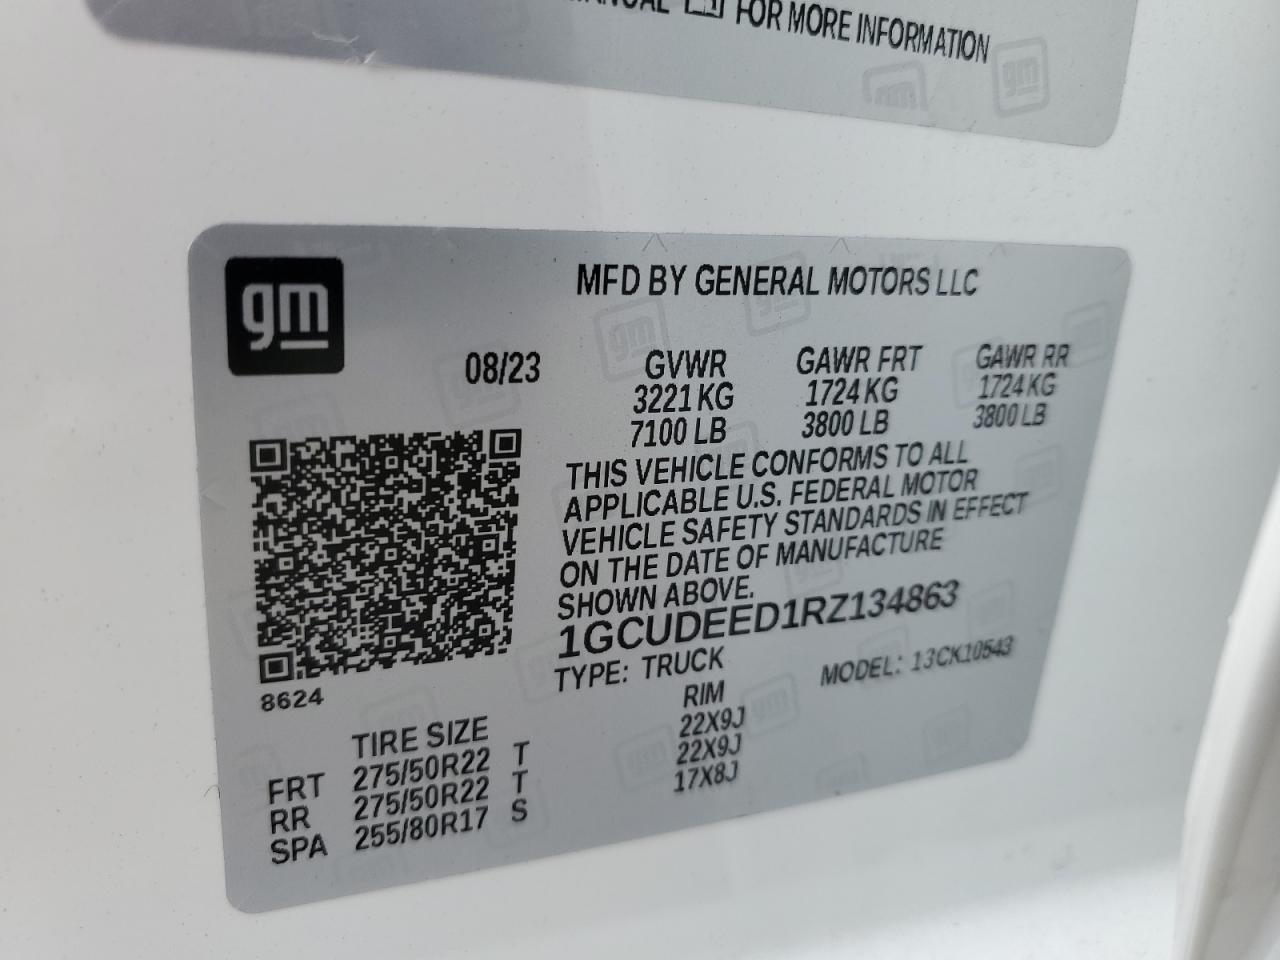 MANUAL FOR MORE INFORMATION
gm
MFD BY GENERAL MOTORS LLC
08/23 GVWR GAWR FRT GAWR RR
3221 KG 1724 KG 1724 KG
7100 LB 3800 LB 3800 LB
THIS VEHICLE CONFORMS TO ALL
APPLICABLE U.S. FEDERAL MOTOR
VEHICLE SAFETY STANDARDS IN EFFECT
ON THE DATE OF MANUFACTURE
SHOWN ABOVE.
1GCUDEED1RZ134863
TYPE: TRUCK MODEL: 13CK10543
8624
TIRE SIZE RIM
FRT 275/50R22 T 22X9J
RR 275/50R22 T 22X9J
SPA 255/80R17 S 17X8J